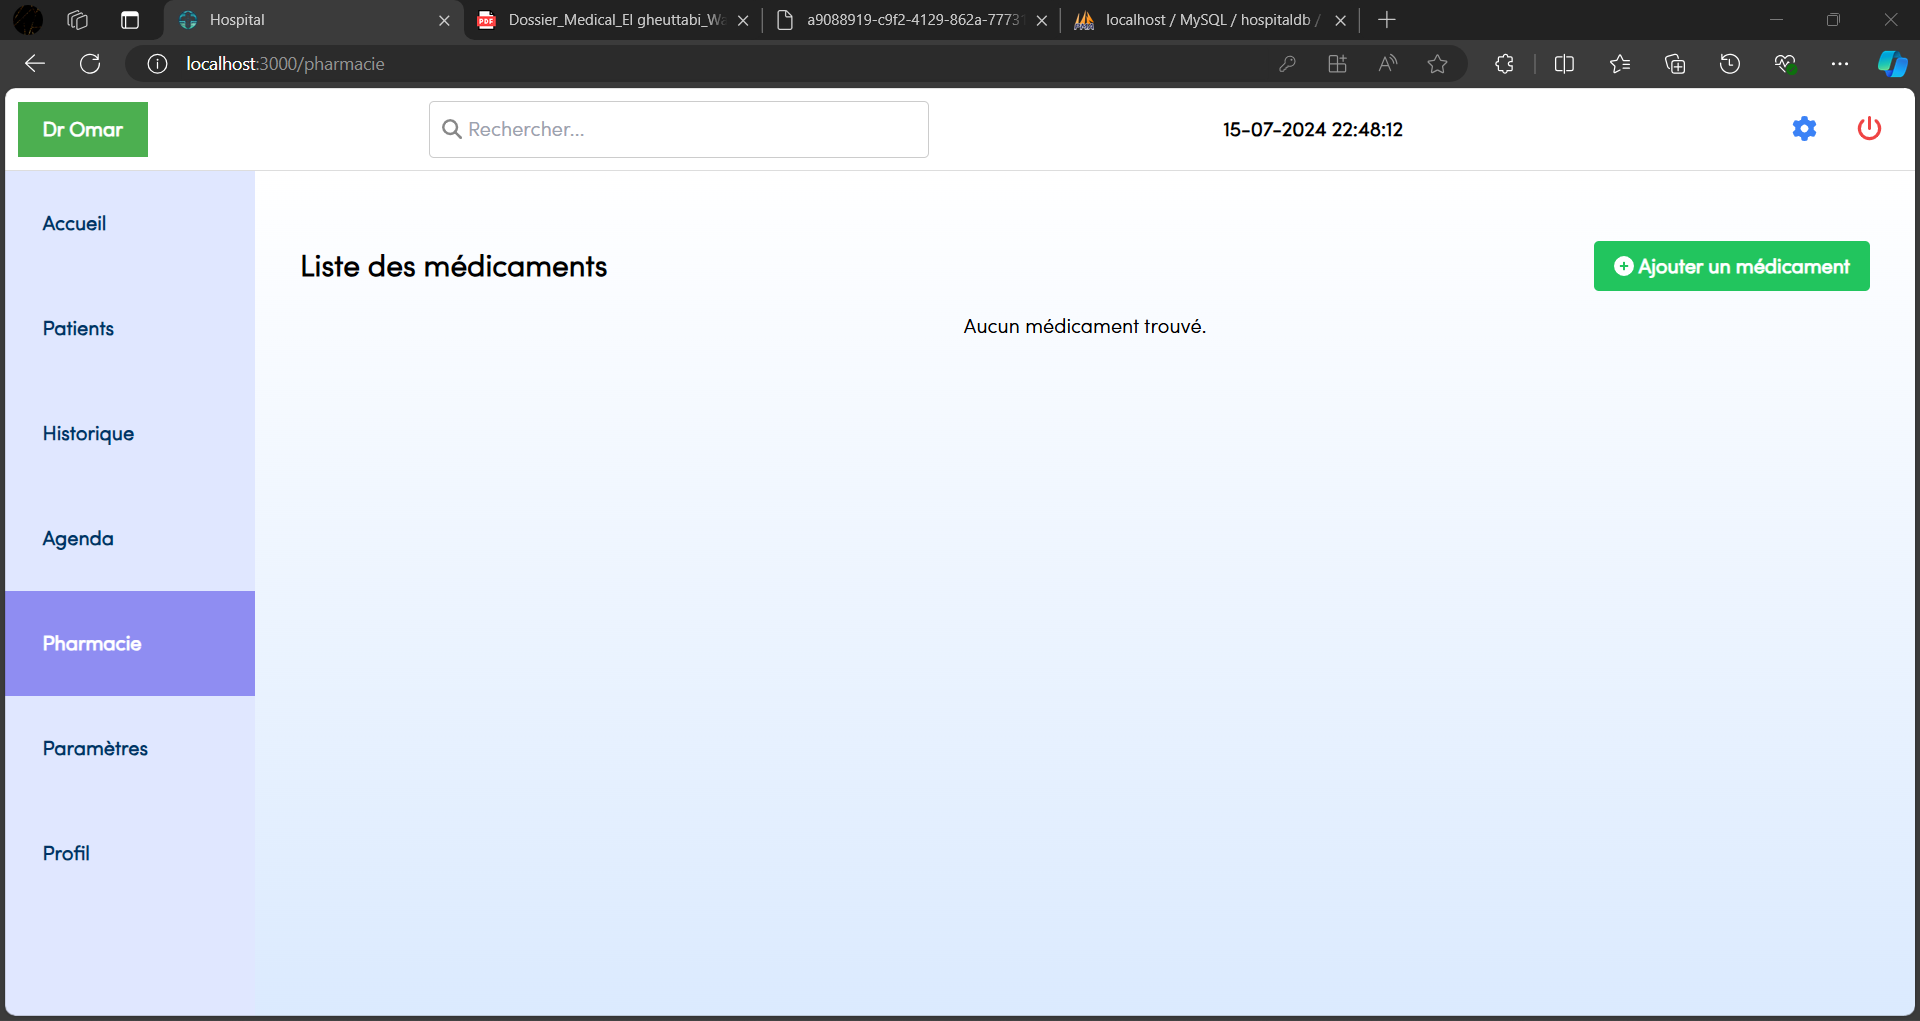 Hospital
Dossier_Medical_El gheuttabi_Wa
a9088919-c9f2-4129-862a-7773
localhost / MySQL / hospitaldb /
localhost:3000/pharmacie
Dr Omar
Rechercher...
15-07-2024 22:48:12
Accueil
Patients
Historique
Agenda
Pharmacie
Paramètres
Profil
Liste des médicaments
Ajouter un médicament
Aucun médicament trouvé.